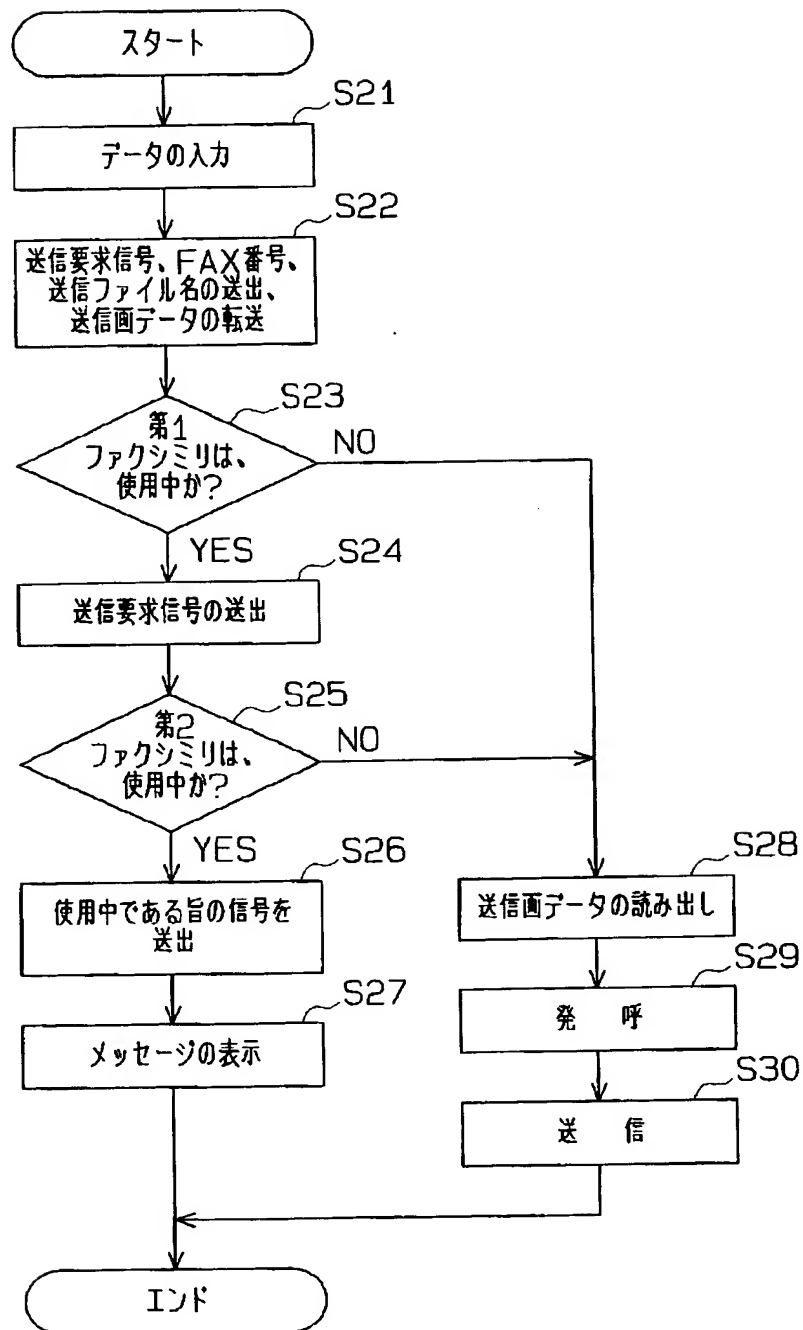 スタート
S21
データの入力
S22
送信要求信号、FAX番号、
送信ファイル名の送出、
送信画データの転送
S23
第1
ファクシミリは、
使用中か?
NO
YES
S24
送信要求信号の送出
S25
第2
ファクシミリは、
使用中か?
NO
YES
S26
使用中である旨の信号を
送出
S27
メッセージの表示
S28
送信画データの読み出し
S29
発 呼
S30
送 信
エンド